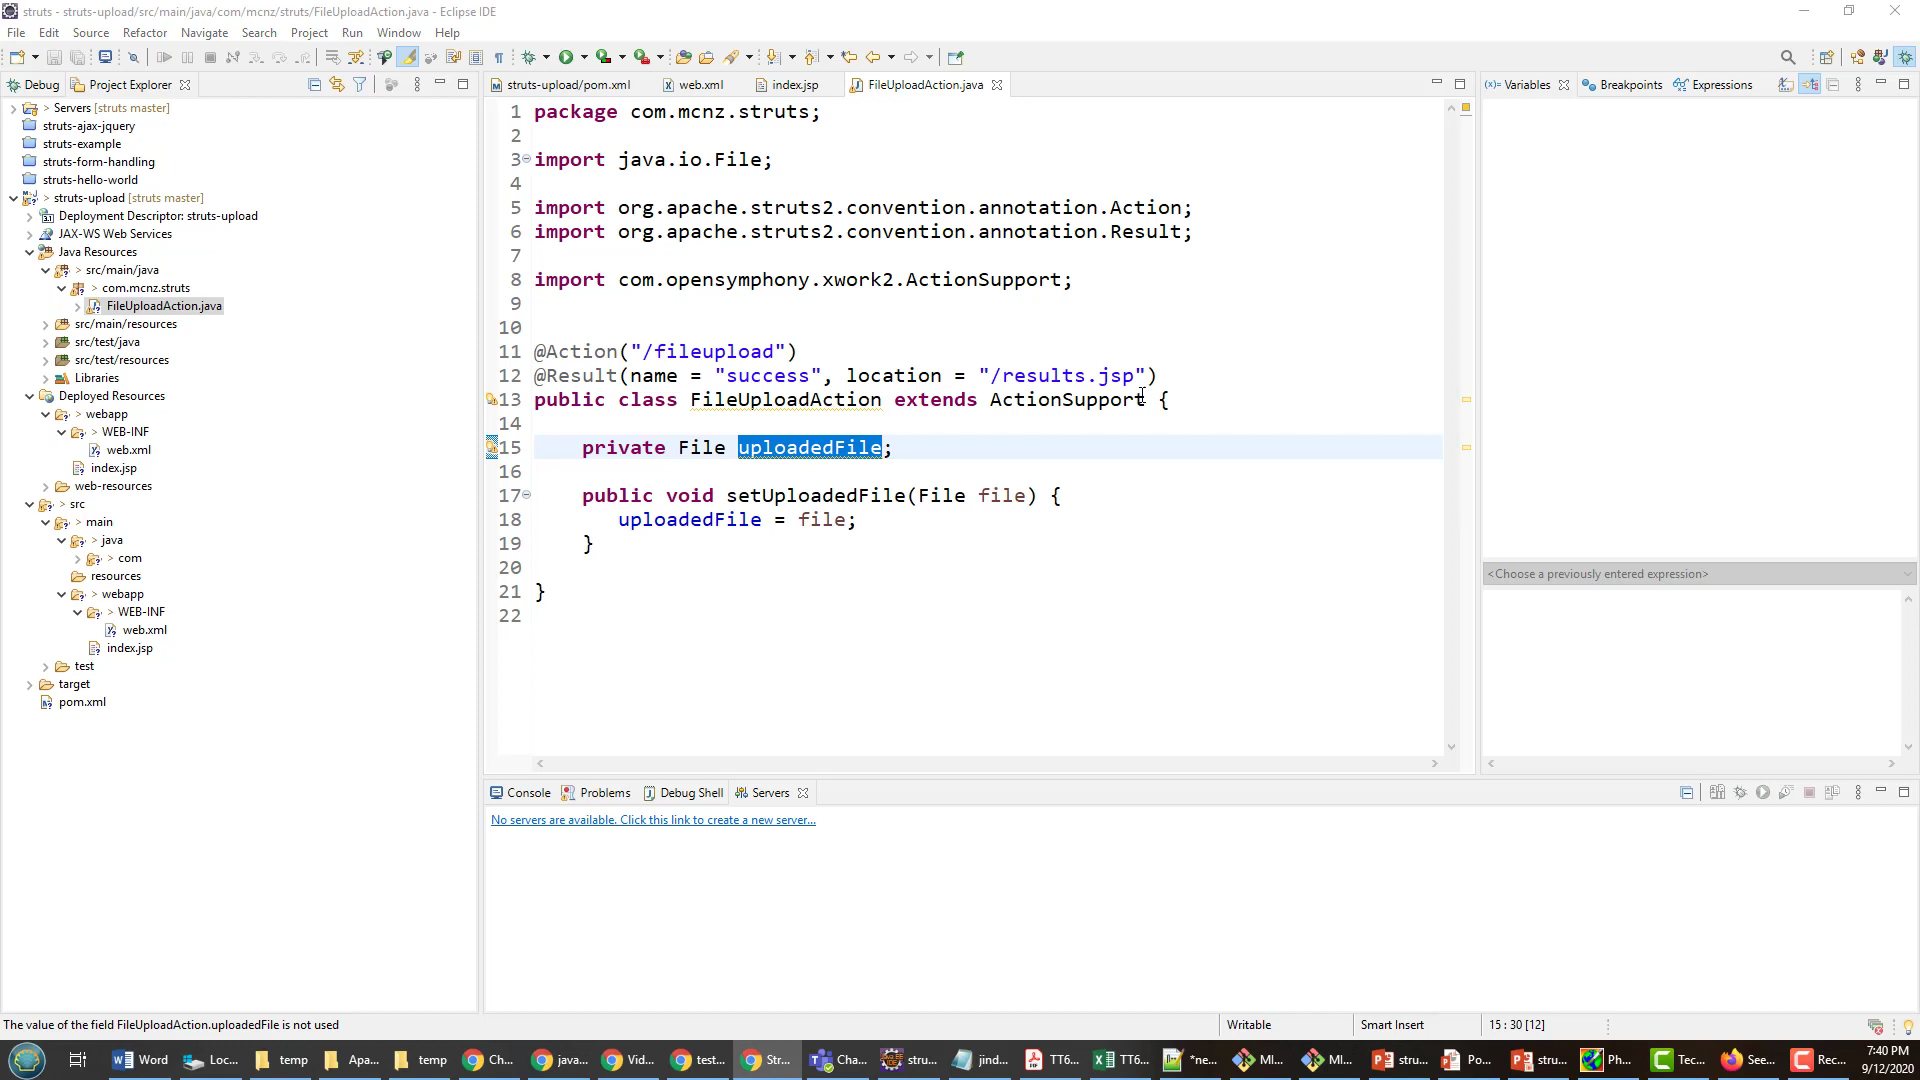 struts - struts-upload/src/main/java/com/mcnz/struts/FileUploadAction.java - Eclipse IDE
File Edit Source Refactor Navigate Search Project Run Window Help
Debug Project Explorer
> Servers [struts master]
struts-ajax-jquery
struts-example
struts-form-handling
struts-hello-world
> struts-upload [struts master]
Deployment Descriptor: struts-upload
JAX-WS Web Services
Java Resources
> src/main/java
> com.mcnz.struts
FileUploadAction.java
src/main/resources
src/test/java
src/test/resources
Libraries
Deployed Resources
> webapp
> WEB-INF
web.xml
index.jsp
web-resources
> src
> main
> java
> com
resources
> webapp
> WEB-INF
web.xml
index.jsp
test
target
pom.xml
struts-upload/pom.xml web.xml index.jsp FileUploadAction.java
1 package com.mcnz.struts;
2
3 import java.io.File;
4
5 import org.apache.struts2.convention.annotation.Action;
6 import org.apache.struts2.convention.annotation.Result;
7
8 import com.opensymphony.xwork2.ActionSupport;
9
10
11 @Action("/fileupload")
12 @Result(name = "success", location = "/results.jsp")
13 public class FileUploadAction extends ActionSupport {
14
15 private File uploadedFile;
16
17 public void setUploadedFile(File file) {
18 uploadedFile = file;
19 }
20
21 }
22
(x)= Variables Breakpoints Expressions
<Choose a previously entered expression>
Console Problems Debug Shell Servers
No servers are available. Click this link to create a new server...
The value of the field FileUploadAction.uploadedFile is not used
Writable Smart Insert 15 : 30 [12]
Word Loc... temp Apa... temp Ch... java... Vid... test... Str... Cha... stru... jind... TT6... TT6... *ne... MI... MI... stru... Po... stru... Ph... Tec... See... Rec...
7:40 PM
9/12/2020